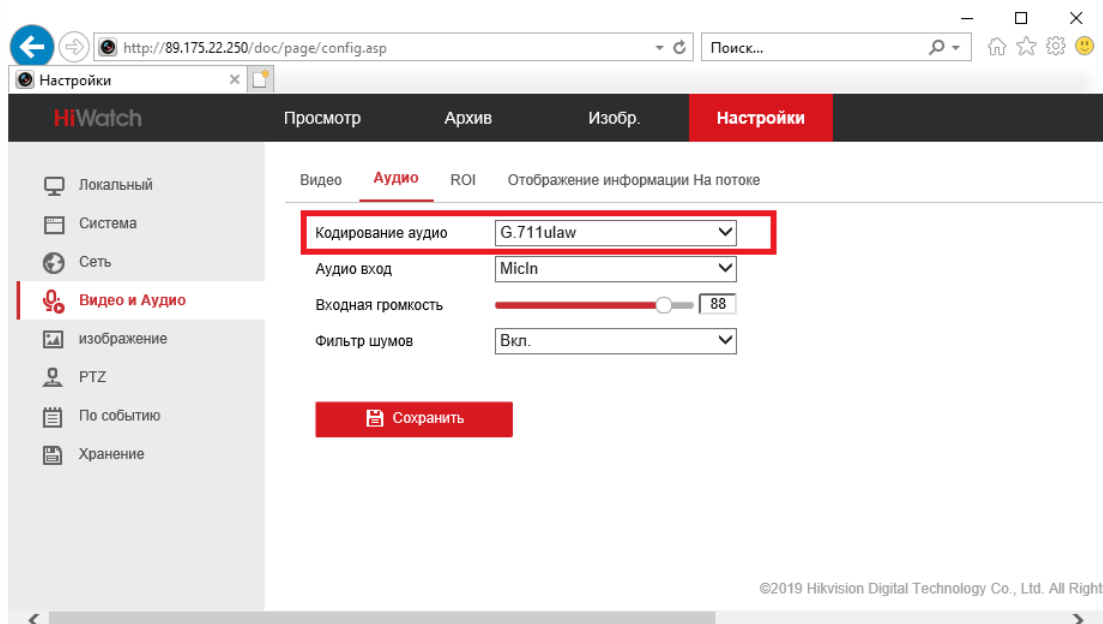 http://89.175.22.250/doc/page/config.asp
Поиск...
Настройки
HiWatch
Просмотр Архив Изобр. Настройки
Локальный
Система
Сеть
Видео и Аудио
изображение
PTZ
По событию
Хранение
Видео Аудио ROI Отображение информации На потоке
Кодирование аудио G.711ulaw
Аудио вход MicIn
Входная громкость 88
Фильтр шумов Вкл.
Сохранить
©2019 Hikvision Digital Technology Co., Ltd. All Right